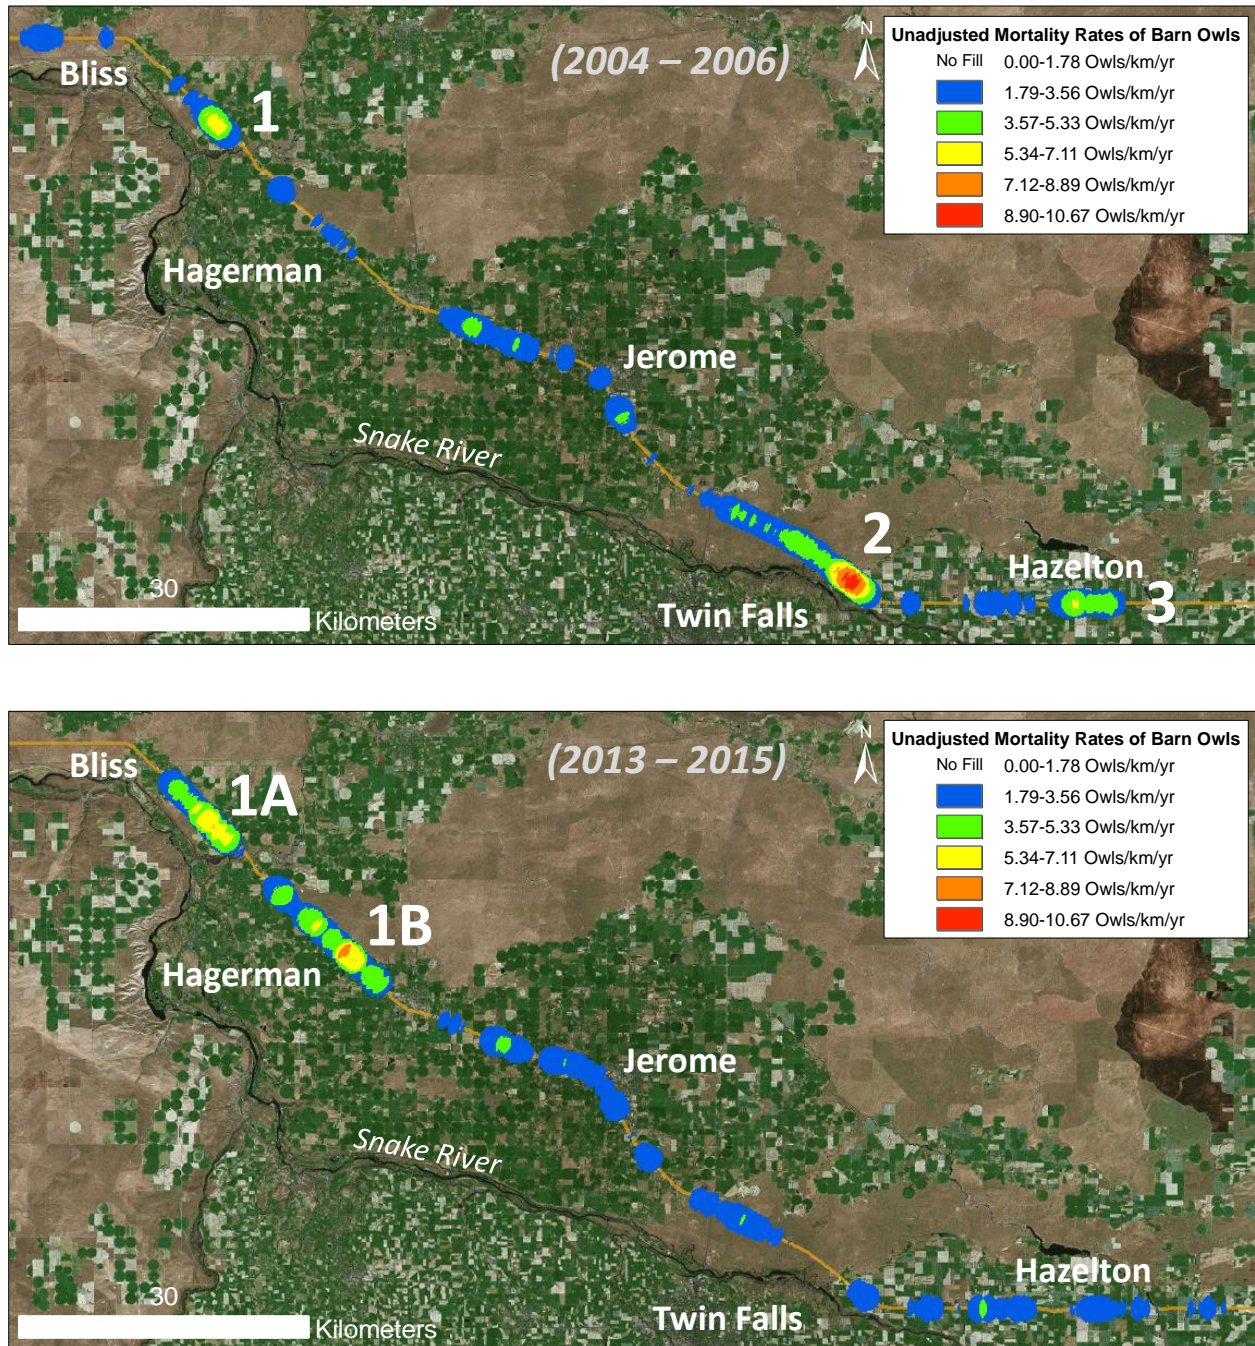 (2004 – 2006)
N
Unadjusted Mortality Rates of Barn Owls
No Fill 0.00-1.78 Owls/km/yr
1.79-3.56 Owls/km/yr
3.57-5.33 Owls/km/yr
5.34-7.11 Owls/km/yr
7.12-8.89 Owls/km/yr
8.90-10.67 Owls/km/yr
Bliss
1
Hagerman
Jerome
Snake River
2
Hazelton
3
Twin Falls
30
Kilometers
(2013 – 2015)
N
Unadjusted Mortality Rates of Barn Owls
No Fill 0.00-1.78 Owls/km/yr
1.79-3.56 Owls/km/yr
3.57-5.33 Owls/km/yr
5.34-7.11 Owls/km/yr
7.12-8.89 Owls/km/yr
8.90-10.67 Owls/km/yr
Bliss
1A
1B
Hagerman
Jerome
Snake River
Hazelton
Twin Falls
30
Kilometers